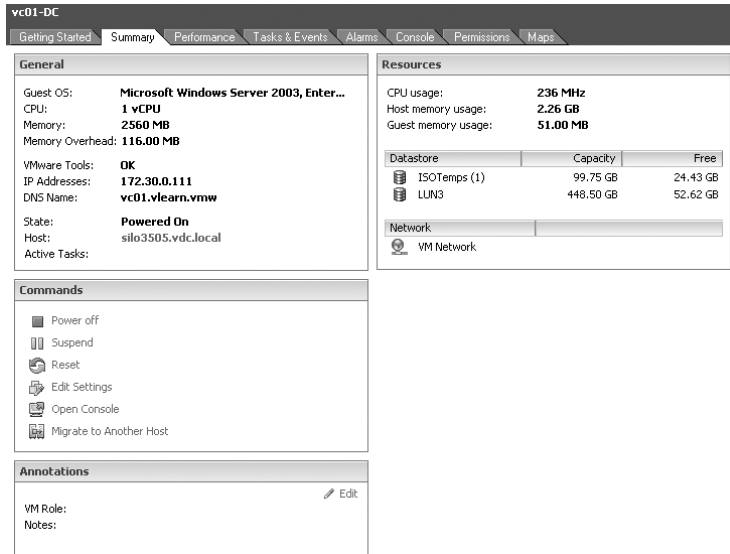 vc01-DC
Getting Started Summary Performance Tasks & Events Alarms Console Permissions Maps
General
Guest OS: Microsoft Windows Server 2003, Enter...
CPU: 1 vCPU
Memory: 2560 MB
Memory Overhead: 116.00 MB
VMware Tools: OK
IP Addresses: 172.30.0.111
DNS Name: vc01.vlearn.vmw
State: Powered On
Host: silo3505.vdc.local
Active Tasks:
Commands
Power off
Suspend
Reset
Edit Settings
Open Console
Migrate to Another Host
Annotations
Edit
VM Role:
Notes:
Resources
CPU usage: 236 MHz
Host memory usage: 2.26 GB
Guest memory usage: 51.00 MB
Datastore Capacity Free
ISOTemps (1) 99.75 GB 24.43 GB
LUN3 448.50 GB 52.62 GB
Network
VM Network